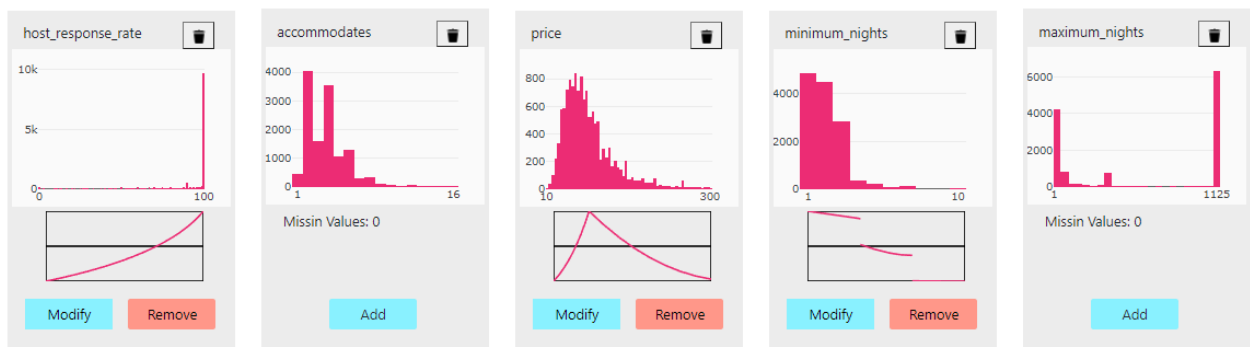 host_response_rate
10k
5k
0
0 100
Modify Remove
accommodates
4000
3000
2000
1000
0
1 16
Missin Values: 0
Add
price
800
600
400
200
0
10 300
Modify Remove
minimum_nights
4000
2000
0
1 10
Modify Remove
maximum_nights
6000
4000
2000
0
1 1125
Missin Values: 0
Add